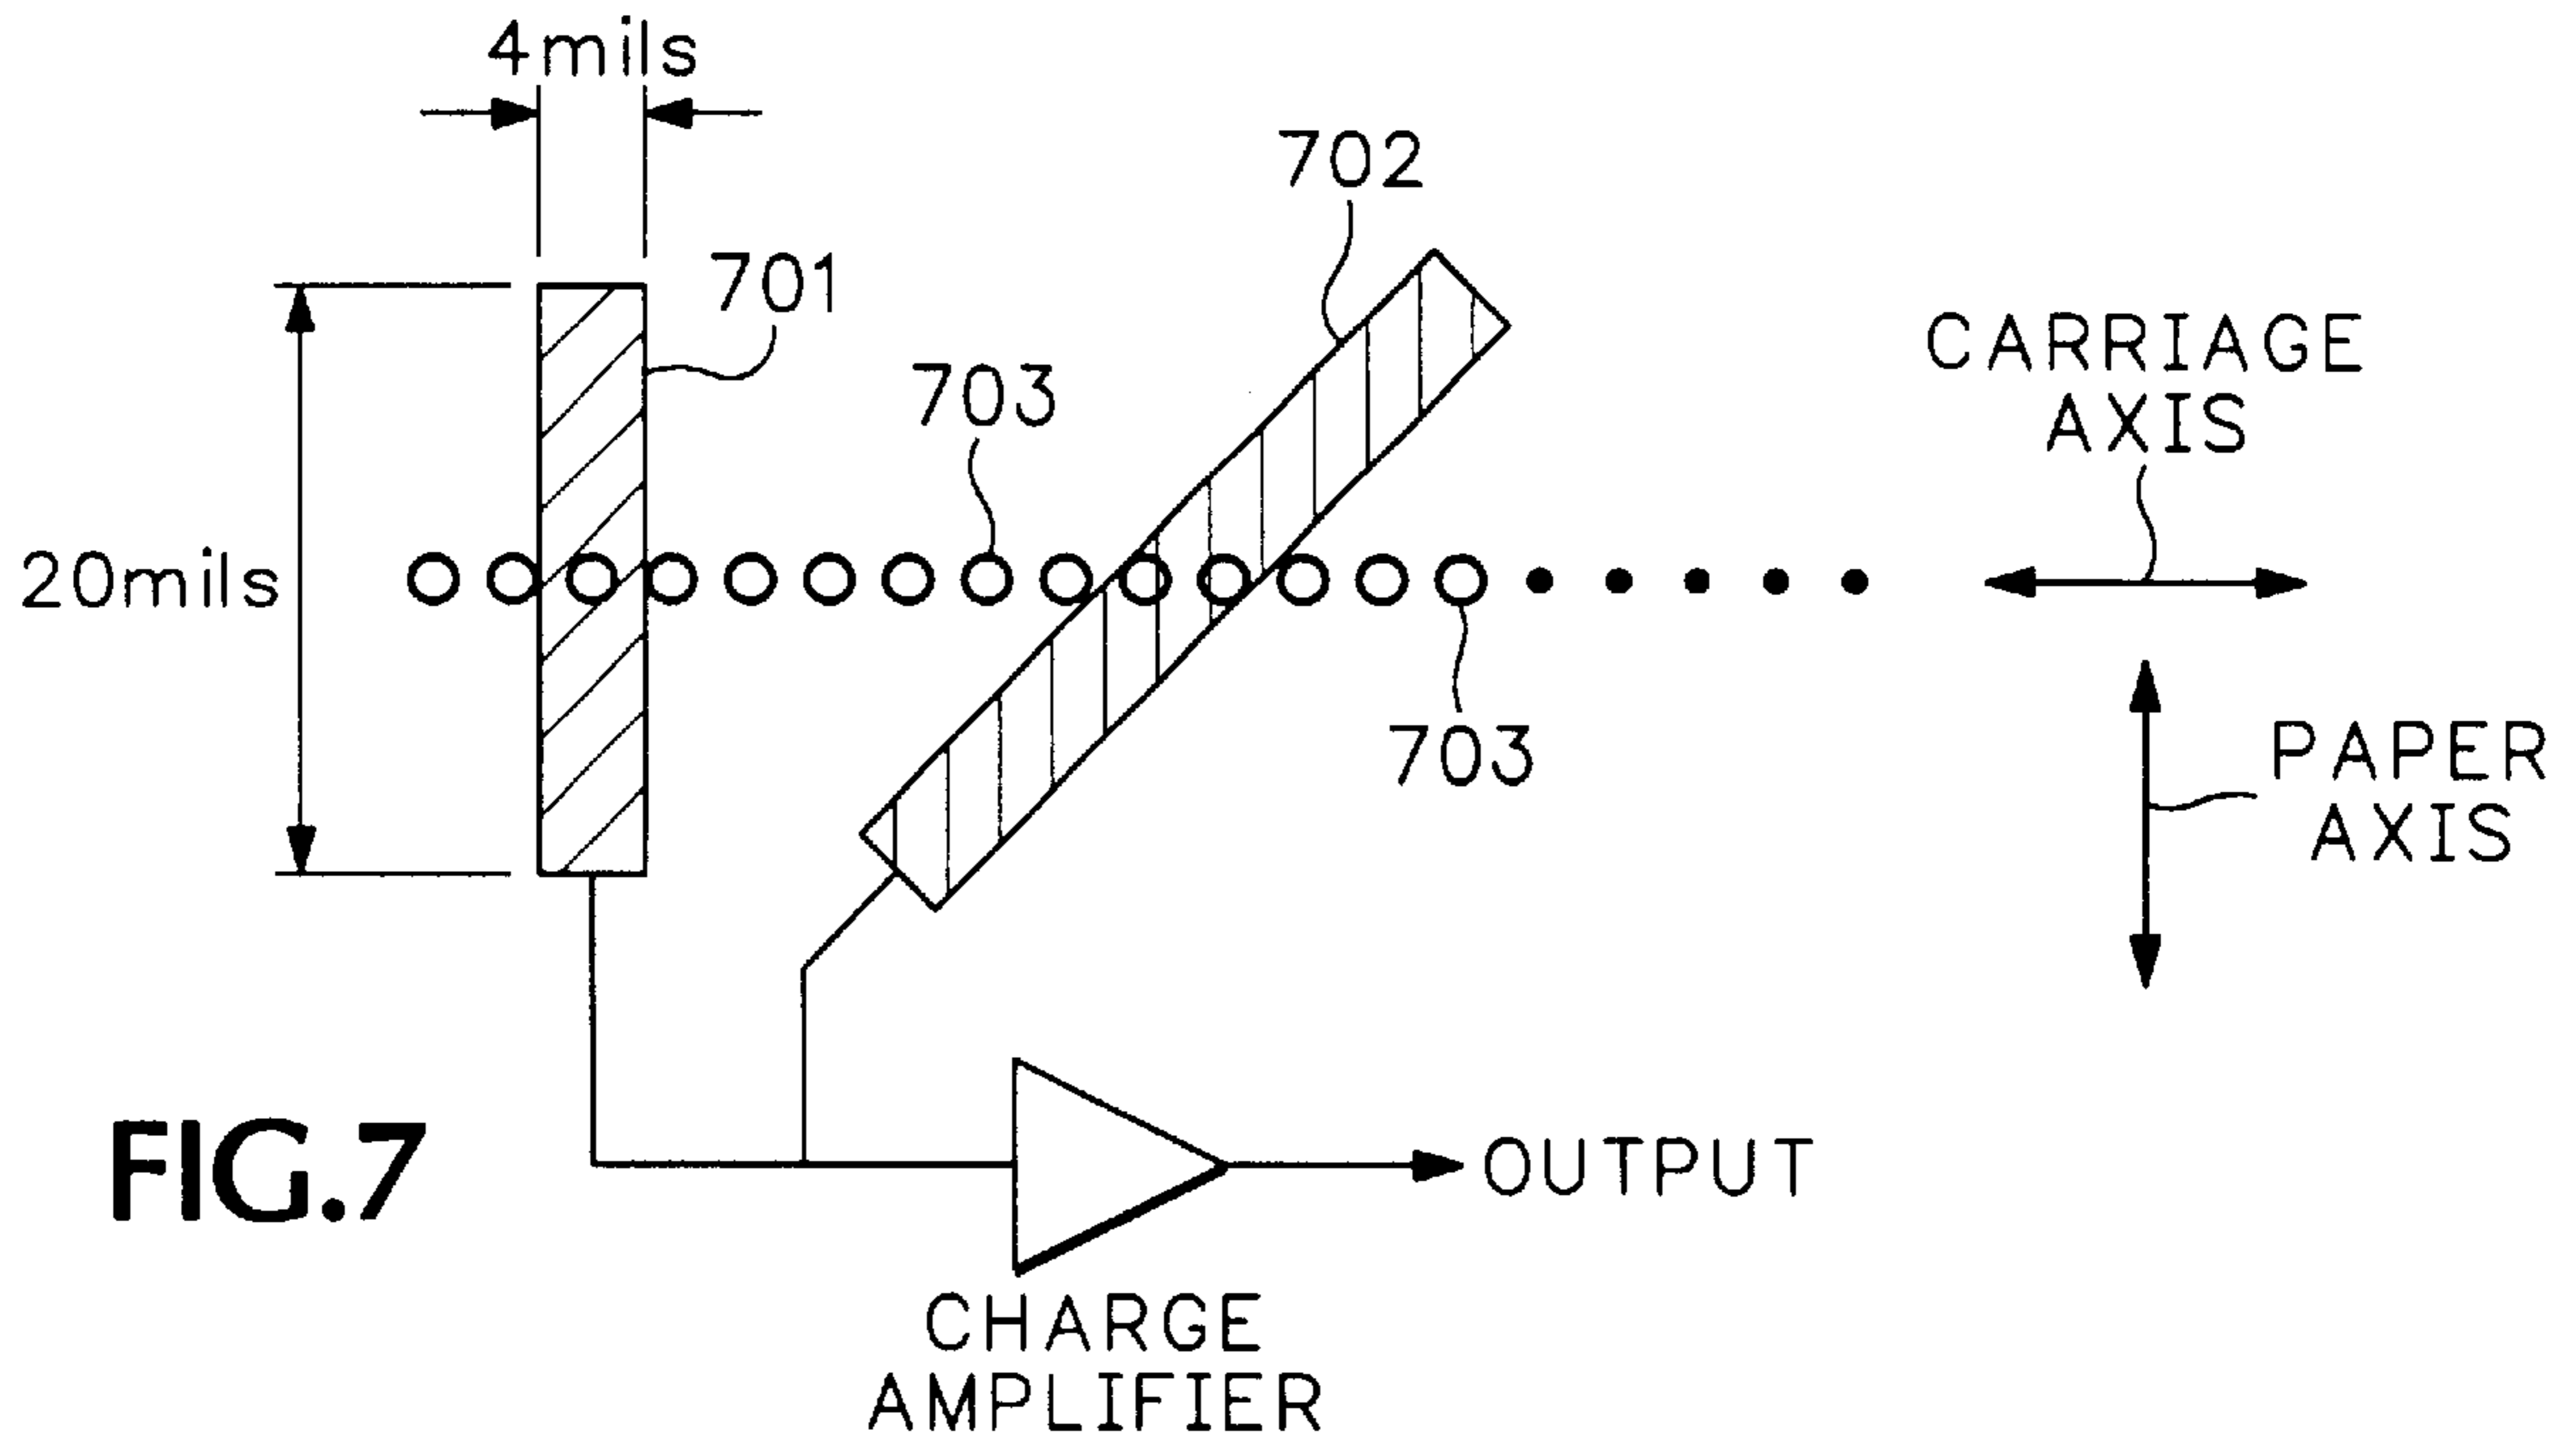 4mils
702
701
703
CARRIAGE
AXIS
20mils
703
PAPER
AXIS
FIG.7
OUTPUT
CHARGE
AMPLIFIER